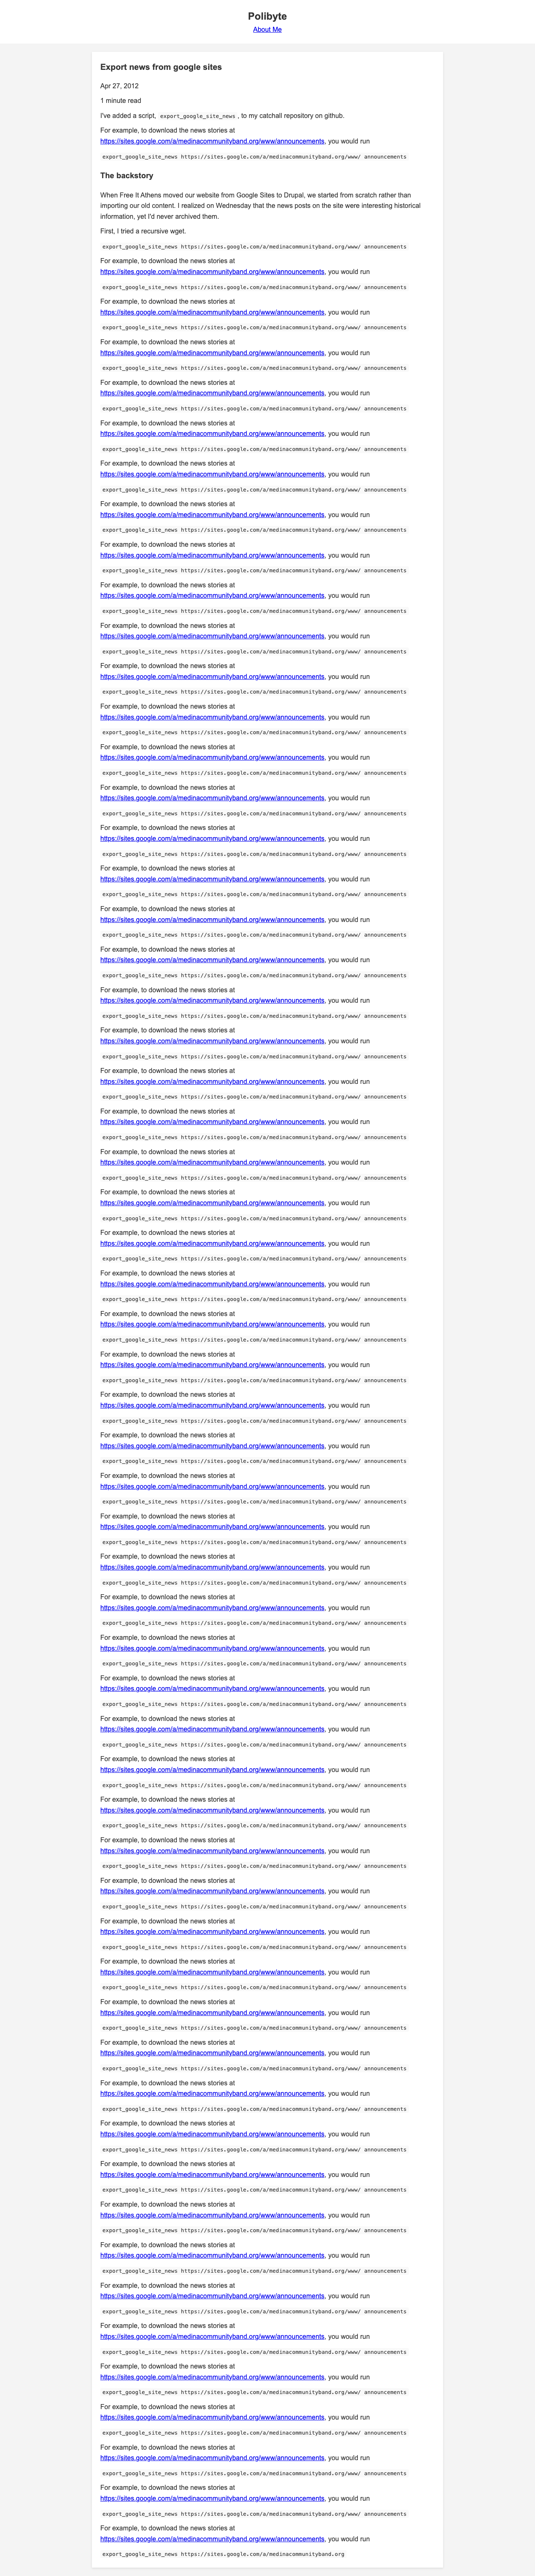 Polibyte
About Me
Export news from google sites
Apr 27, 2012
1 minute read
I've added a script, export_google_site_news, to my catchall repository on github.
For example, to download the news stories at
https://sites.google.com/a/medinacommunityband.org/www/announcements, you would run
export_google_site_news https://sites.google.com/a/medinacommunityband.org/www/ announcements
The backstory
When Free It Athens moved our website from Google Sites to Drupal, we started from scratch rather than
importing our old content. I realized on Wednesday that the news posts on the site were interesting historical
information, yet I'd never archived them.
First, I tried a recursive wget.
export_google_site_news https://sites.google.com/a/medinacommunityband.org/www/ announcements
For example, to download the news stories at
https://sites.google.com/a/medinacommunityband.org/www/announcements, you would run
export_google_site_news https://sites.google.com/a/medinacommunityband.org/www/ announcements
For example, to download the news stories at
https://sites.google.com/a/medinacommunityband.org/www/announcements, you would run
export_google_site_news https://sites.google.com/a/medinacommunityband.org/www/ announcements
For example, to download the news stories at
https://sites.google.com/a/medinacommunityband.org/www/announcements, you would run
export_google_site_news https://sites.google.com/a/medinacommunityband.org/www/ announcements
For example, to download the news stories at
https://sites.google.com/a/medinacommunityband.org/www/announcements, you would run
export_google_site_news https://sites.google.com/a/medinacommunityband.org/www/ announcements
For example, to download the news stories at
https://sites.google.com/a/medinacommunityband.org/www/announcements, you would run
export_google_site_news https://sites.google.com/a/medinacommunityband.org/www/ announcements
For example, to download the news stories at
https://sites.google.com/a/medinacommunityband.org/www/announcements, you would run
export_google_site_news https://sites.google.com/a/medinacommunityband.org/www/ announcements
For example, to download the news stories at
https://sites.google.com/a/medinacommunityband.org/www/announcements, you would run
export_google_site_news https://sites.google.com/a/medinacommunityband.org/www/ announcements
For example, to download the news stories at
https://sites.google.com/a/medinacommunityband.org/www/announcements, you would run
export_google_site_news https://sites.google.com/a/medinacommunityband.org/www/ announcements
For example, to download the news stories at
https://sites.google.com/a/medinacommunityband.org/www/announcements, you would run
export_google_site_news https://sites.google.com/a/medinacommunityband.org/www/ announcements
For example, to download the news stories at
https://sites.google.com/a/medinacommunityband.org/www/announcements, you would run
export_google_site_news https://sites.google.com/a/medinacommunityband.org/www/ announcements
For example, to download the news stories at
https://sites.google.com/a/medinacommunityband.org/www/announcements, you would run
export_google_site_news https://sites.google.com/a/medinacommunityband.org/www/ announcements
For example, to download the news stories at
https://sites.google.com/a/medinacommunityband.org/www/announcements, you would run
export_google_site_news https://sites.google.com/a/medinacommunityband.org/www/ announcements
For example, to download the news stories at
https://sites.google.com/a/medinacommunityband.org/www/announcements, you would run
export_google_site_news https://sites.google.com/a/medinacommunityband.org/www/ announcements
For example, to download the news stories at
https://sites.google.com/a/medinacommunityband.org/www/announcements, you would run
export_google_site_news https://sites.google.com/a/medinacommunityband.org/www/ announcements
For example, to download the news stories at
https://sites.google.com/a/medinacommunityband.org/www/announcements, you would run
export_google_site_news https://sites.google.com/a/medinacommunityband.org/www/ announcements
For example, to download the news stories at
https://sites.google.com/a/medinacommunityband.org/www/announcements, you would run
export_google_site_news https://sites.google.com/a/medinacommunityband.org/www/ announcements
For example, to download the news stories at
https://sites.google.com/a/medinacommunityband.org/www/announcements, you would run
export_google_site_news https://sites.google.com/a/medinacommunityband.org/www/ announcements
For example, to download the news stories at
https://sites.google.com/a/medinacommunityband.org/www/announcements, you would run
export_google_site_news https://sites.google.com/a/medinacommunityband.org/www/ announcements
For example, to download the news stories at
https://sites.google.com/a/medinacommunityband.org/www/announcements, you would run
export_google_site_news https://sites.google.com/a/medinacommunityband.org/www/ announcements
For example, to download the news stories at
https://sites.google.com/a/medinacommunityband.org/www/announcements, you would run
export_google_site_news https://sites.google.com/a/medinacommunityband.org/www/ announcements
For example, to download the news stories at
https://sites.google.com/a/medinacommunityband.org/www/announcements, you would run
export_google_site_news https://sites.google.com/a/medinacommunityband.org/www/ announcements
For example, to download the news stories at
https://sites.google.com/a/medinacommunityband.org/www/announcements, you would run
export_google_site_news https://sites.google.com/a/medinacommunityband.org/www/ announcements
For example, to download the news stories at
https://sites.google.com/a/medinacommunityband.org/www/announcements, you would run
export_google_site_news https://sites.google.com/a/medinacommunityband.org/www/ announcements
For example, to download the news stories at
https://sites.google.com/a/medinacommunityband.org/www/announcements, you would run
export_google_site_news https://sites.google.com/a/medinacommunityband.org/www/ announcements
For example, to download the news stories at
https://sites.google.com/a/medinacommunityband.org/www/announcements, you would run
export_google_site_news https://sites.google.com/a/medinacommunityband.org/www/ announcements
For example, to download the news stories at
https://sites.google.com/a/medinacommunityband.org/www/announcements, you would run
export_google_site_news https://sites.google.com/a/medinacommunityband.org/www/ announcements
For example, to download the news stories at
https://sites.google.com/a/medinacommunityband.org/www/announcements, you would run
export_google_site_news https://sites.google.com/a/medinacommunityband.org/www/ announcements
For example, to download the news stories at
https://sites.google.com/a/medinacommunityband.org/www/announcements, you would run
export_google_site_news https://sites.google.com/a/medinacommunityband.org/www/ announcements
For example, to download the news stories at
https://sites.google.com/a/medinacommunityband.org/www/announcements, you would run
export_google_site_news https://sites.google.com/a/medinacommunityband.org/www/ announcements
For example, to download the news stories at
https://sites.google.com/a/medinacommunityband.org/www/announcements, you would run
export_google_site_news https://sites.google.com/a/medinacommunityband.org/www/ announcements
For example, to download the news stories at
https://sites.google.com/a/medinacommunityband.org/www/announcements, you would run
export_google_site_news https://sites.google.com/a/medinacommunityband.org/www/ announcements
For example, to download the news stories at
https://sites.google.com/a/medinacommunityband.org/www/announcements, you would run
export_google_site_news https://sites.google.com/a/medinacommunityband.org/www/ announcements
For example, to download the news stories at
https://sites.google.com/a/medinacommunityband.org/www/announcements, you would run
export_google_site_news https://sites.google.com/a/medinacommunityband.org/www/ announcements
For example, to download the news stories at
https://sites.google.com/a/medinacommunityband.org/www/announcements, you would run
export_google_site_news https://sites.google.com/a/medinacommunityband.org/www/ announcements
For example, to download the news stories at
https://sites.google.com/a/medinacommunityband.org/www/announcements, you would run
export_google_site_news https://sites.google.com/a/medinacommunityband.org/www/ announcements
For example, to download the news stories at
https://sites.google.com/a/medinacommunityband.org/www/announcements, you would run
export_google_site_news https://sites.google.com/a/medinacommunityband.org/www/ announcements
For example, to download the news stories at
https://sites.google.com/a/medinacommunityband.org/www/announcements, you would run
export_google_site_news https://sites.google.com/a/medinacommunityband.org/www/ announcements
For example, to download the news stories at
https://sites.google.com/a/medinacommunityband.org/www/announcements, you would run
export_google_site_news https://sites.google.com/a/medinacommunityband.org/www/ announcements
For example, to download the news stories at
https://sites.google.com/a/medinacommunityband.org/www/announcements, you would run
export_google_site_news https://sites.google.com/a/medinacommunityband.org/www/ announcements
For example, to download the news stories at
https://sites.google.com/a/medinacommunityband.org/www/announcements, you would run
export_google_site_news https://sites.google.com/a/medinacommunityband.org/www/ announcements
For example, to download the news stories at
https://sites.google.com/a/medinacommunityband.org/www/announcements, you would run
export_google_site_news https://sites.google.com/a/medinacommunityband.org/www/ announcements
For example, to download the news stories at
https://sites.google.com/a/medinacommunityband.org/www/announcements, you would run
export_google_site_news https://sites.google.com/a/medinacommunityband.org/www/ announcements
For example, to download the news stories at
https://sites.google.com/a/medinacommunityband.org/www/announcements, you would run
export_google_site_news https://sites.google.com/a/medinacommunityband.org/www/ announcements
For example, to download the news stories at
https://sites.google.com/a/medinacommunityband.org/www/announcements, you would run
export_google_site_news https://sites.google.com/a/medinacommunityband.org/www/ announcements
For example, to download the news stories at
https://sites.google.com/a/medinacommunityband.org/www/announcements, you would run
export_google_site_news https://sites.google.com/a/medinacommunityband.org/www/ announcements
For example, to download the news stories at
https://sites.google.com/a/medinacommunityband.org/www/announcements, you would run
export_google_site_news https://sites.google.com/a/medinacommunityband.org/www/ announcements
For example, to download the news stories at
https://sites.google.com/a/medinacommunityband.org/www/announcements, you would run
export_google_site_news https://sites.google.com/a/medinacommunityband.org/www/ announcements
For example, to download the news stories at
https://sites.google.com/a/medinacommunityband.org/www/announcements, you would run
export_google_site_news https://sites.google.com/a/medinacommunityband.org/www/ announcements
For example, to download the news stories at
https://sites.google.com/a/medinacommunityband.org/www/announcements, you would run
export_google_site_news https://sites.google.com/a/medinacommunityband.org/www/ announcements
For example, to download the news stories at
https://sites.google.com/a/medinacommunityband.org/www/announcements, you would run
export_google_site_news https://sites.google.com/a/medinacommunityband.org/www/ announcements
For example, to download the news stories at
https://sites.google.com/a/medinacommunityband.org/www/announcements, you would run
export_google_site_news https://sites.google.com/a/medinacommunityband.org/www/ announcements
For example, to download the news stories at
https://sites.google.com/a/medinacommunityband.org/www/announcements, you would run
export_google_site_news https://sites.google.com/a/medinacommunityband.org/www/ announcements
For example, to download the news stories at
https://sites.google.com/a/medinacommunityband.org/www/announcements, you would run
export_google_site_news https://sites.google.com/a/medinacommunityband.org/www/ announcements
For example, to download the news stories at
https://sites.google.com/a/medinacommunityband.org/www/announcements, you would run
export_google_site_news https://sites.google.com/a/medinacommunityband.org/www/ announcements
For example, to download the news stories at
https://sites.google.com/a/medinacommunityband.org/www/announcements, you would run
export_google_site_news https://sites.google.com/a/medinacommunityband.org